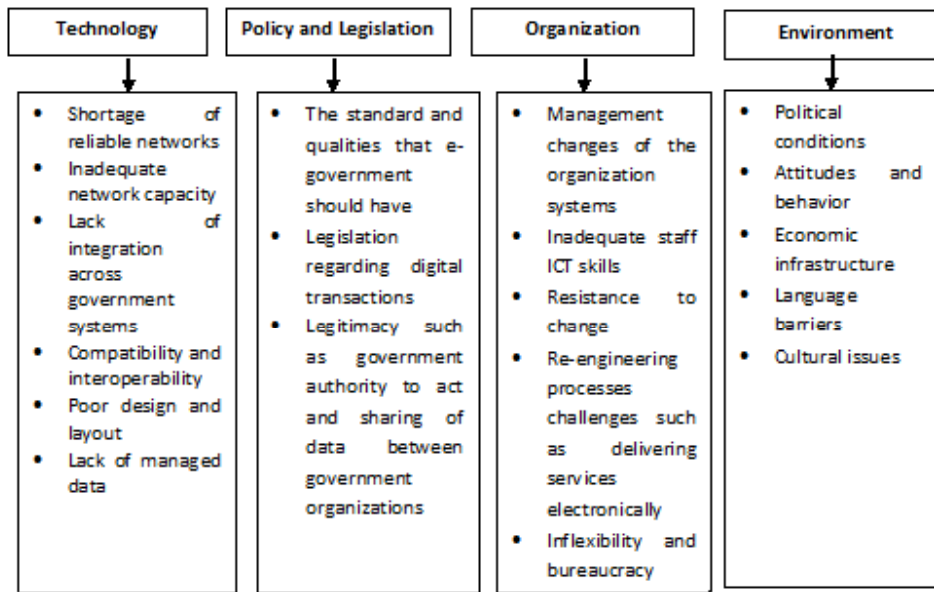 Technology
• Shortage of
reliable networks
• Inadequate
network capacity
• Lack of
integration
across
government
systems
• Compatibility and
interoperability
• Poor design and
layout
• Lack of managed
data
Policy and Legislation
• The standard and
qualities that e-
government
should have
• Legislation
regarding digital
transactions
• Legitimacy such
as government
authority to act
and sharing of
data between
government
organizations
Organization
• Management
changes of the
organization
systems
• Inadequate staff
ICT skills
• Resistance to
change
• Re-engineering
processes
challenges such
as delivering
services
electronically
• Inflexibility and
bureaucracy
Environment
• Political
conditions
• Attitudes and
behavior
• Economic
infrastructure
• Language
barriers
• Cultural issues